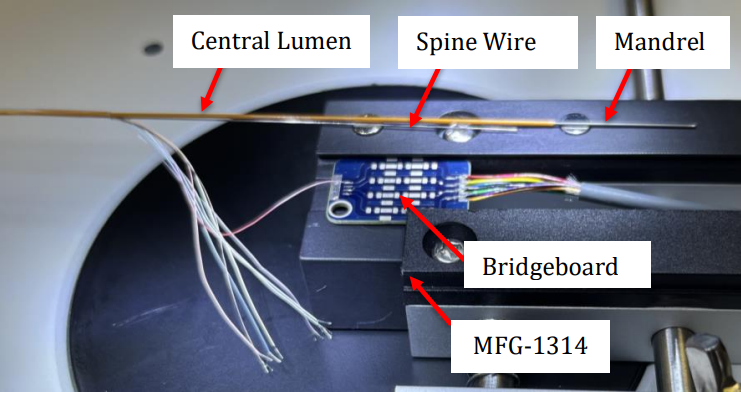 Central Lumen
Spine Wire
Mandrel
Bridgeboard
MFG-1314